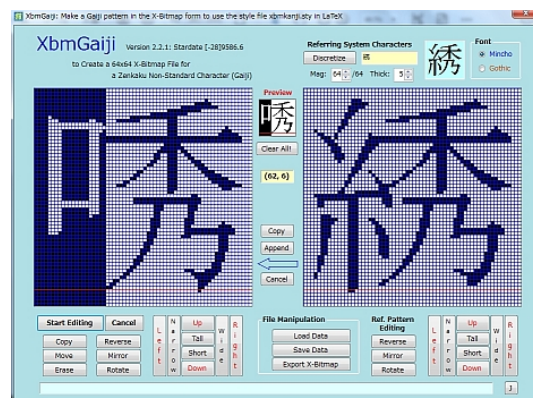 XbmGaiji: Make a Gaiji pattern in the X-Bitmap form to use the style file xbmkanji.sty in LaTeX
XbmGaiji Version 2.2.1: Stardate [-28]9586.6
to Create a 64x64 X-Bitmap File for
a Zenkaku Non-Standard Character (Gaiji)
Referring System Characters
Discretize 綉
Mag: 64 /64 Thick: 5
綉
Font
Mincho
Gothic
Preview
Clear All!
(62, 6)
Copy
Append
Cancel
Start Editing Cancel
Copy Reverse
Move Mirror
Erase Rotate
Left
Narrow
Up
Tall
Short
Down
Wide
Right
File Manipulation
Load Data
Save Data
Export X-Bitmap
Ref. Pattern
Editing
Reverse
Mirror
Rotate
Left
Narrow
Up
Tall
Short
Down
Wide
Right
J